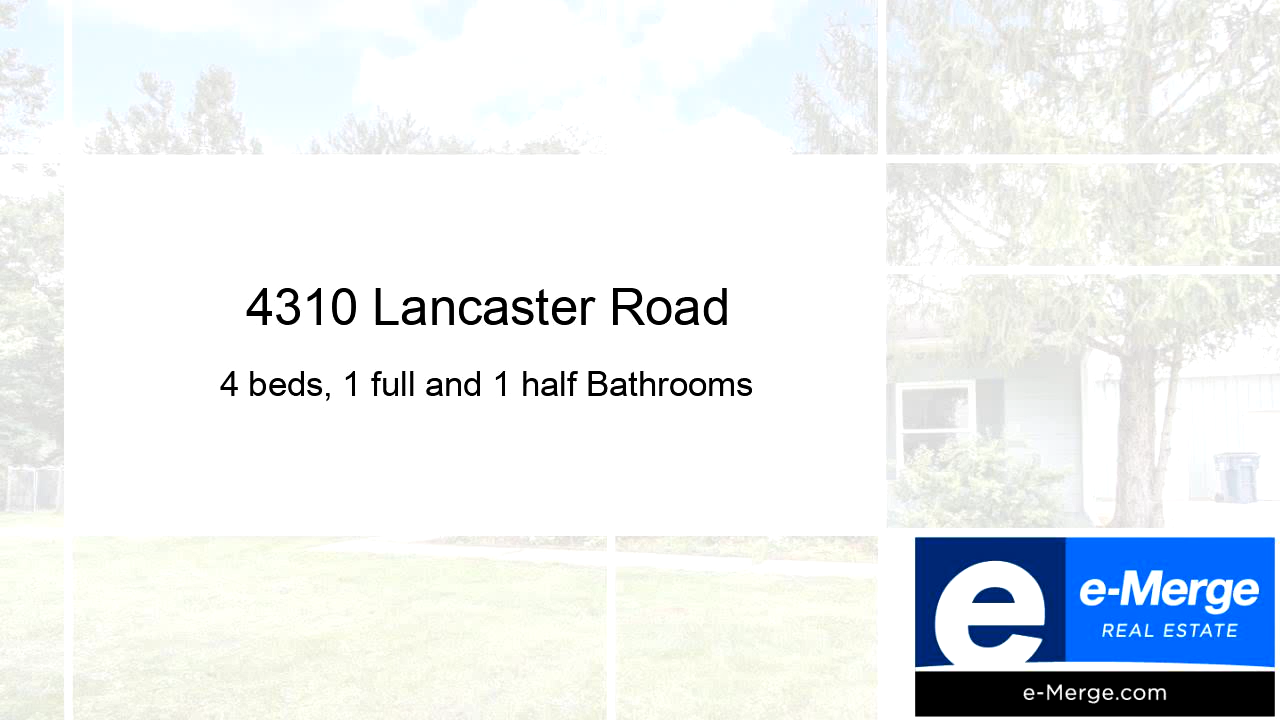 4310 Lancaster Road
4 beds, 1 full and 1 half Bathrooms
e e-Merge
REAL ESTATE
e-Merge.com